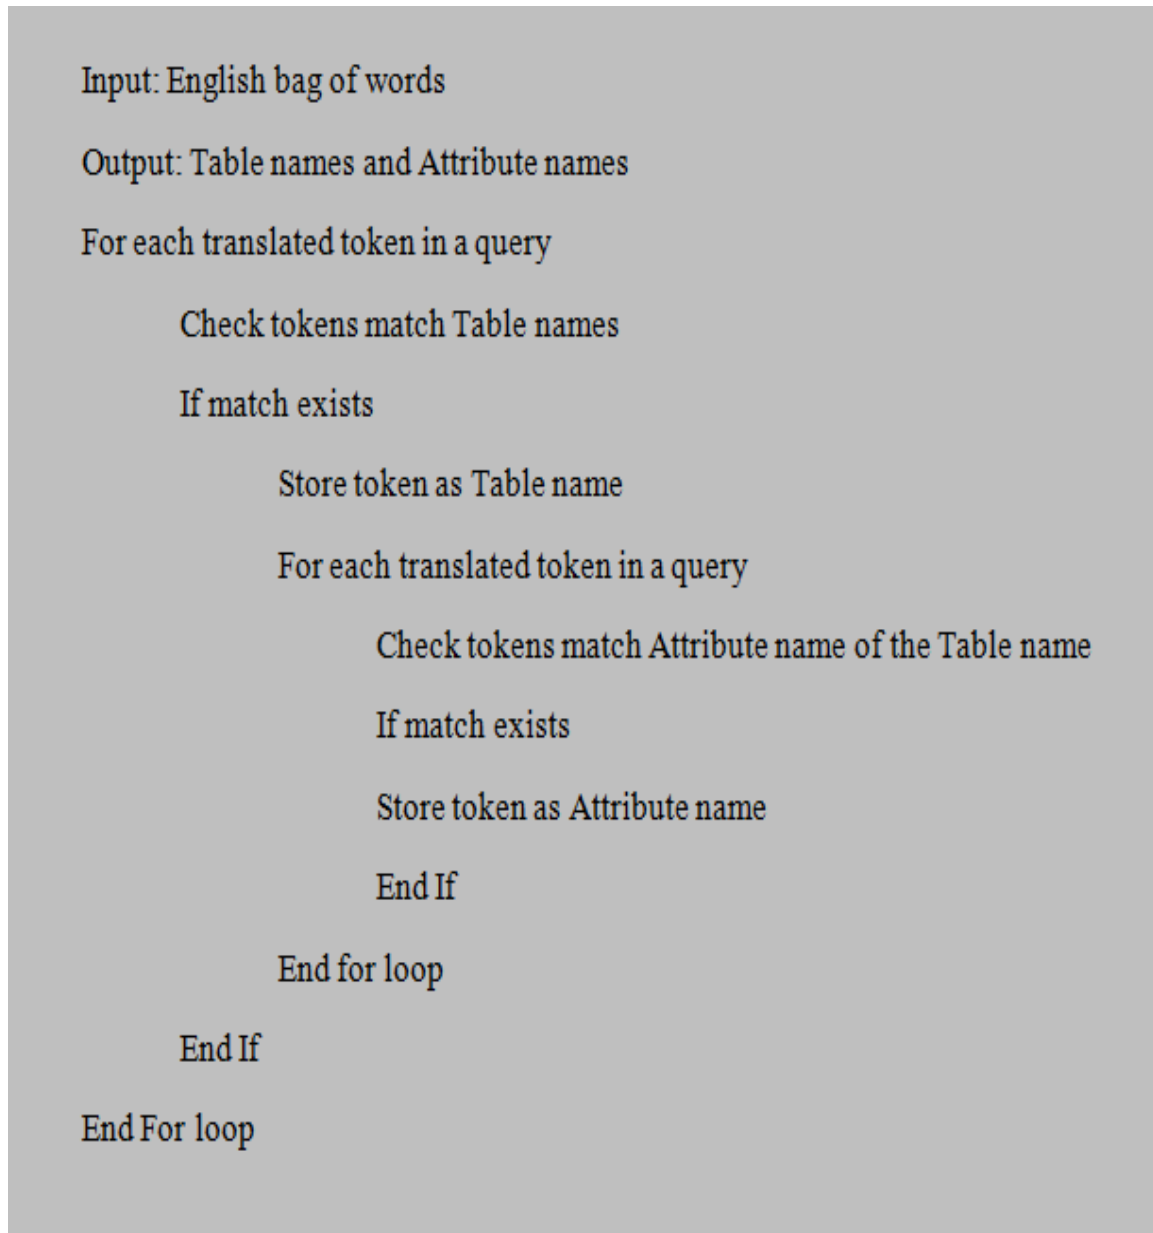 Input: English bag of words
Output: Table names and Attribute names
For each translated token in a query
Check tokens match Table names
If match exists
Store token as Table name
For each translated token in a query
Check tokens match Attribute name of the Table name
If match exists
Store token as Attribute name
End If
End for loop
End If
End For loop